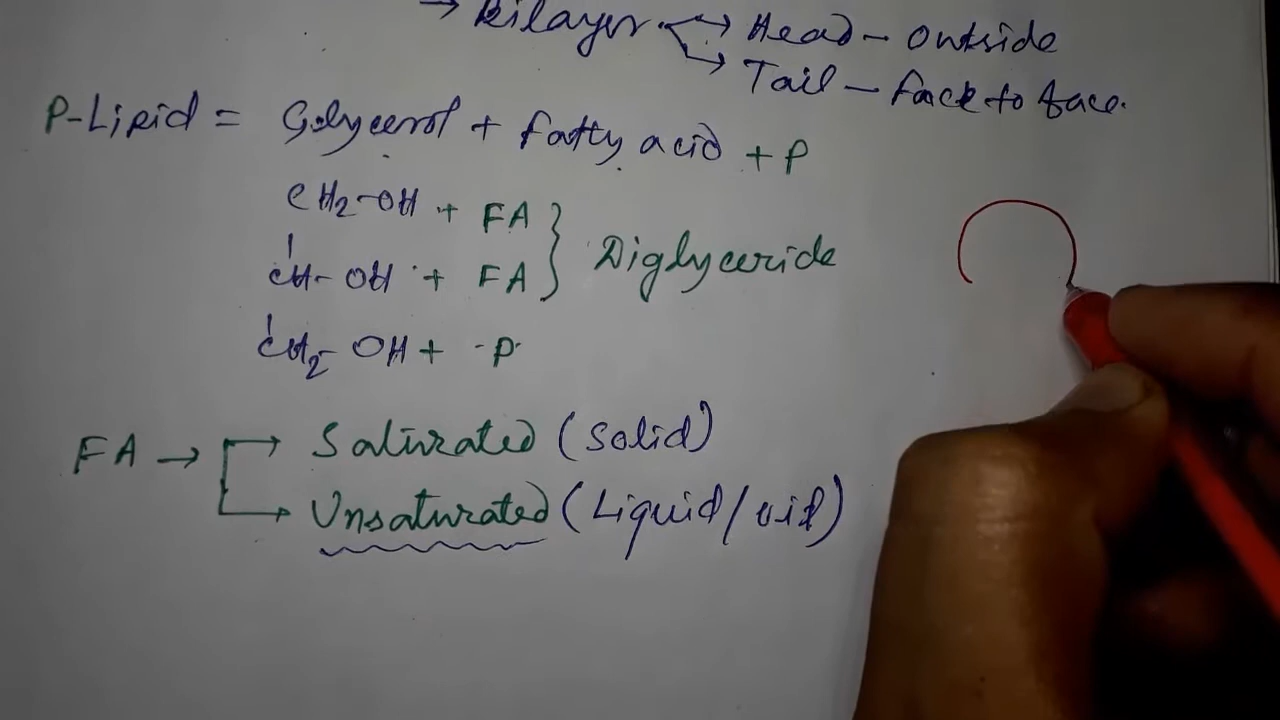 → Bilayer → Head - Outside
→ Tail - face to face.
P-Lipid = Golycerol + fatty acid + P
CH2-OH + FA
CH- OH + FA } Diglyceride
CH2- OH + P
FA → Saturated (Solid)
→ Unsaturated (Liquid/oil)